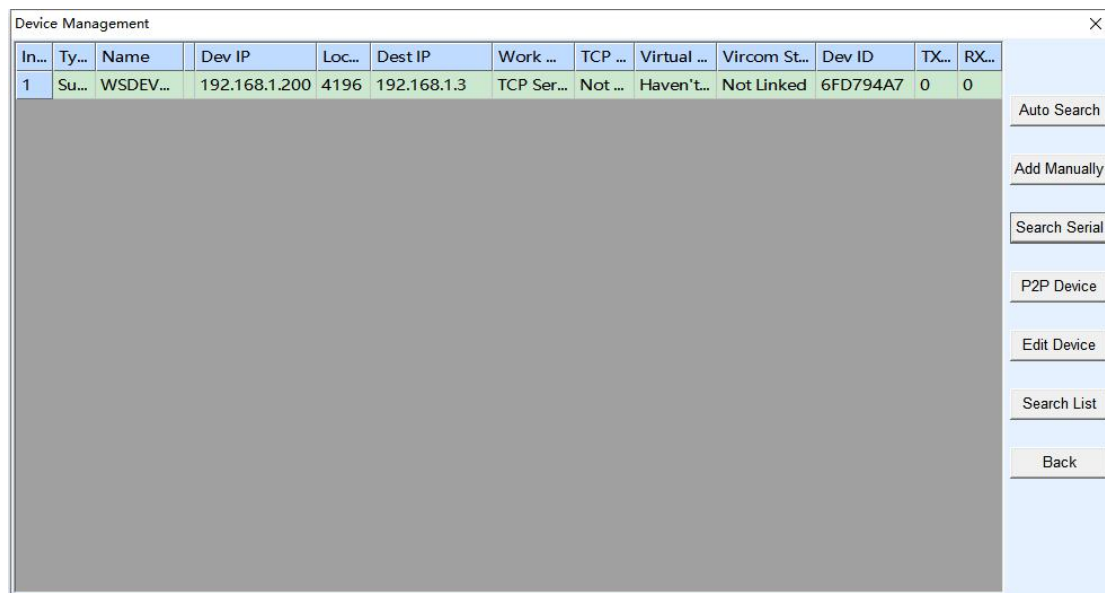 Device Management
In... Ty... Name Dev IP Loc... Dest IP Work ... TCP ... Virtual ... Vircom St... Dev ID TX... RX...
1 Su... WSDEV... 192.168.1.200 4196 192.168.1.3 TCP Ser... Not ... Haven't... Not Linked 6FD794A7 0 0
Auto Search
Add Manually
Search Serial
P2P Device
Edit Device
Search List
Back